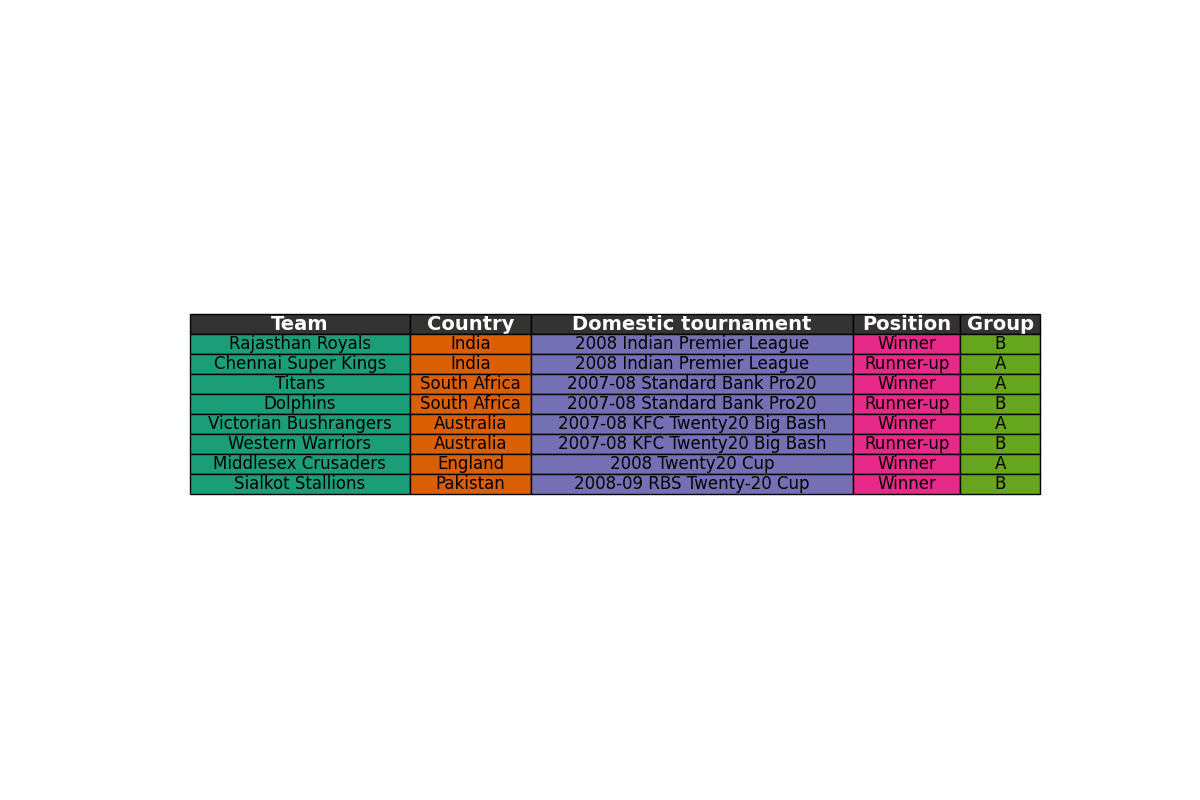 Team Country Domestic tournament Position Group
Rajasthan Royals India 2008 Indian Premier League Winner B
Chennai Super Kings India 2008 Indian Premier League Runner-up A
Titans South Africa 2007-08 Standard Bank Pro20 Winner A
Dolphins South Africa 2007-08 Standard Bank Pro20 Runner-up B
Victorian Bushrangers Australia 2007-08 KFC Twenty20 Big Bash Winner A
Western Warriors Australia 2007-08 KFC Twenty20 Big Bash Runner-up B
Middlesex Crusaders England 2008 Twenty20 Cup Winner A
Sialkot Stallions Pakistan 2008-09 RBS Twenty-20 Cup Winner B